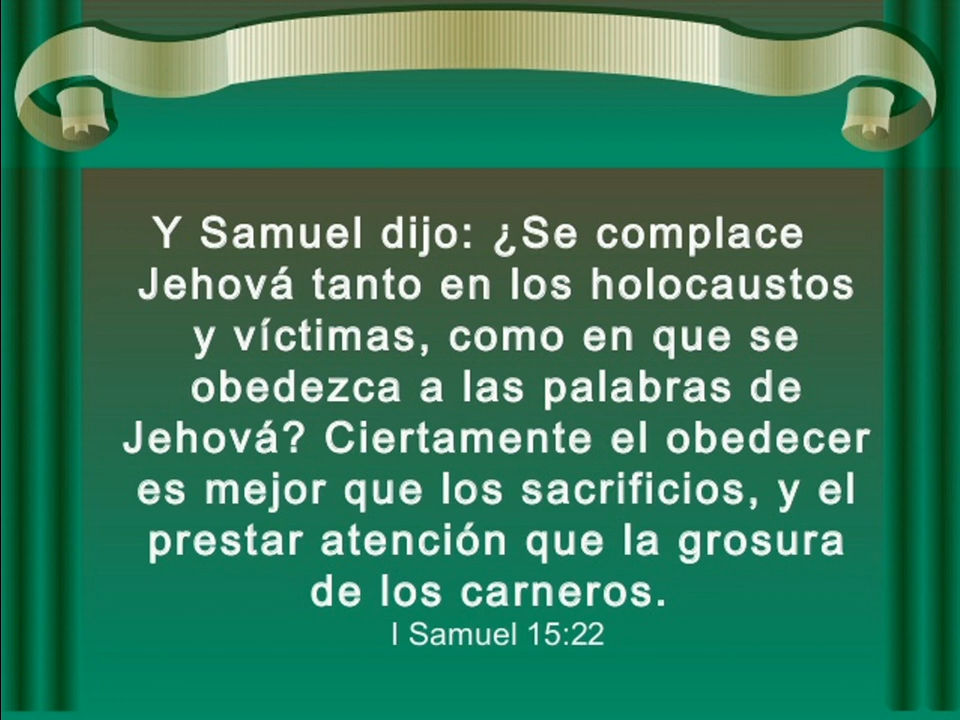 Y Samuel dijo: ¿Se complace
Jehová tanto en los holocaustos
y víctimas, como en que se
obedezca a las palabras de
Jehová? Ciertamente el obedecer
es mejor que los sacrificios, y el
prestar atención que la grosura
de los carneros.
I Samuel 15:22